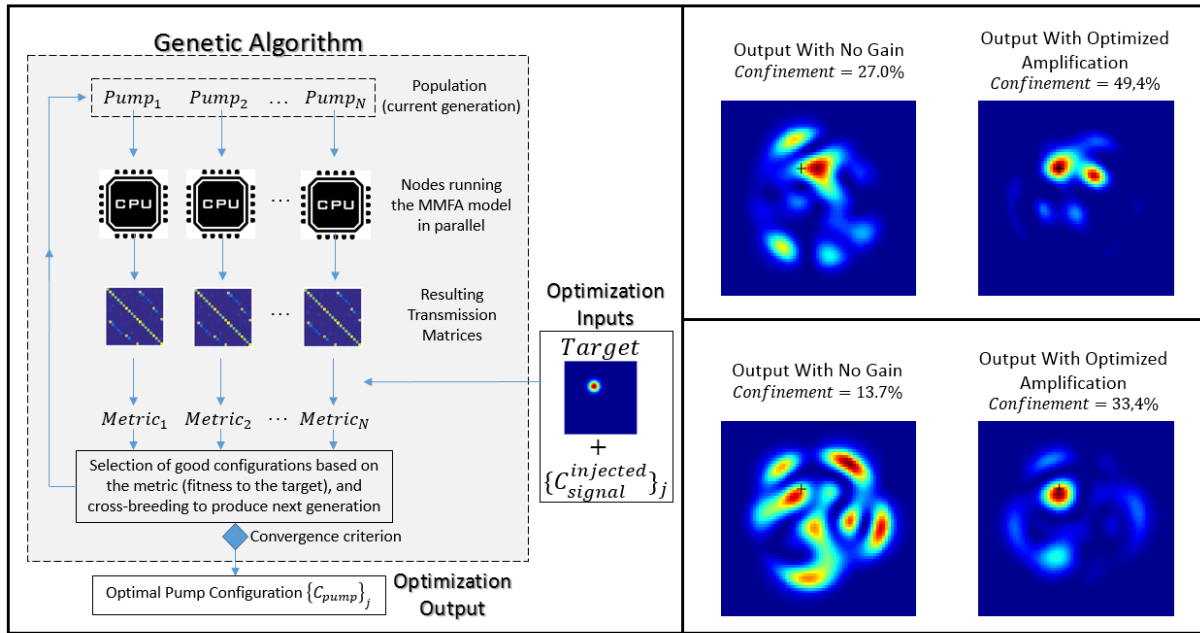 Genetic Algorithm
Pump₁ Pump₂ ... Pump_N
Population
(current generation)
CPU CPU ... CPU
Nodes running
the MMFA model
in parallel
...
Resulting
Transmission
Matrices
Metric₁ Metric₂ ... Metric_N
Selection of good configurations based on
the metric (fitness to the target), and
cross-breeding to produce next generation
Convergence criterion
Optimal Pump Configuration {C_pump}_j
Optimization
Output
Optimization
Inputs
Target
+
{C_signal^injected}_j
Output With No Gain
Confinement = 27.0%
Output With Optimized
Amplification
Confinement = 49,4%
Output With No Gain
Confinement = 13.7%
Output With Optimized
Amplification
Confinement = 33,4%